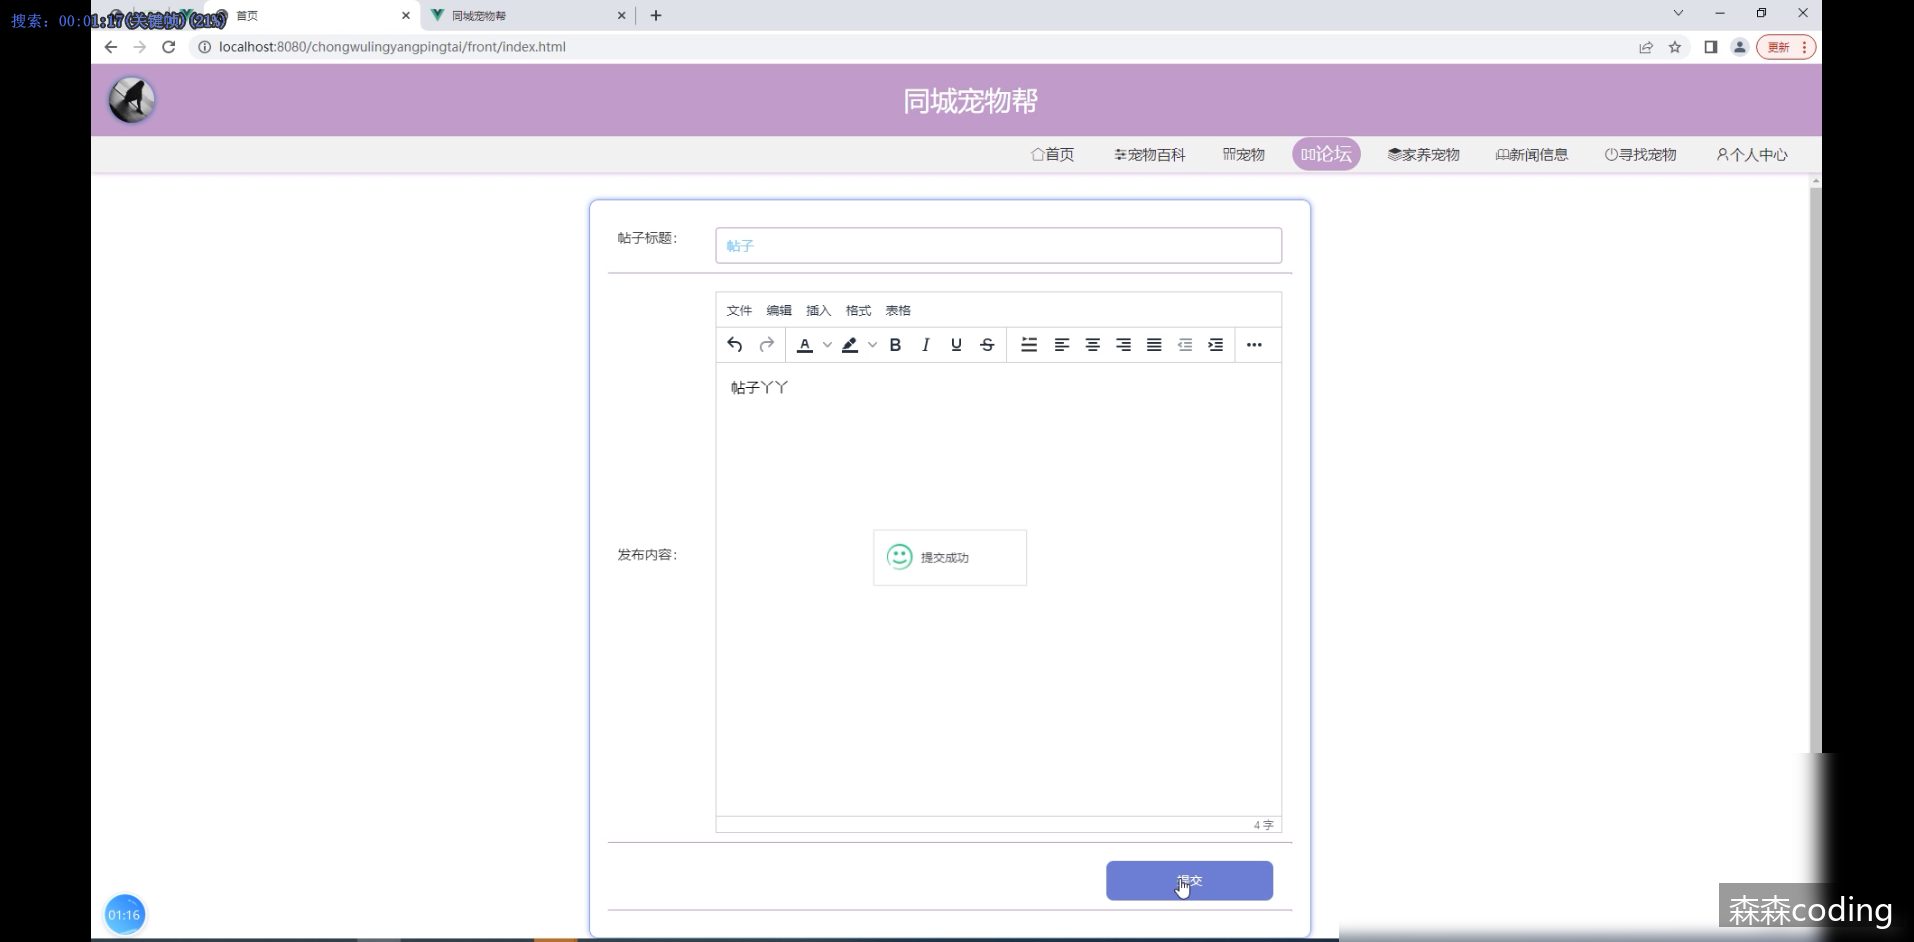 搜索: 00:01:17(关键帧)(21%)
首页
同城宠物帮
localhost:8080/chongwulingyangpingtai/front/index.html
更新
同城宠物帮
首页 宠物百科 宠物 论坛 家养宠物 新闻信息 寻找宠物 个人中心
帖子标题:
帖子
文件 编辑 插入 格式 表格
帖子丫丫
发布内容:
提交成功
4 字
提交
01:16
森森coding